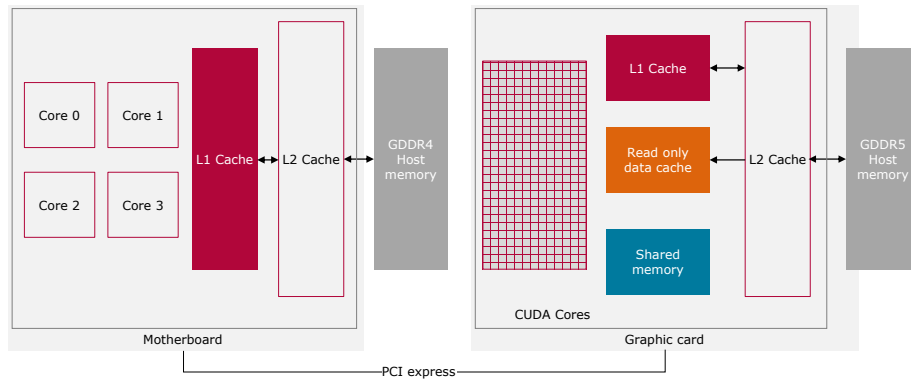 Core 0
Core 1
Core 2
Core 3
L1 Cache
L2 Cache
GDDR4
Host
memory
Motherboard
L1 Cache
Read only
data cache
Shared
memory
L2 Cache
GDDR5
Host
memory
CUDA Cores
Graphic card
PCI express